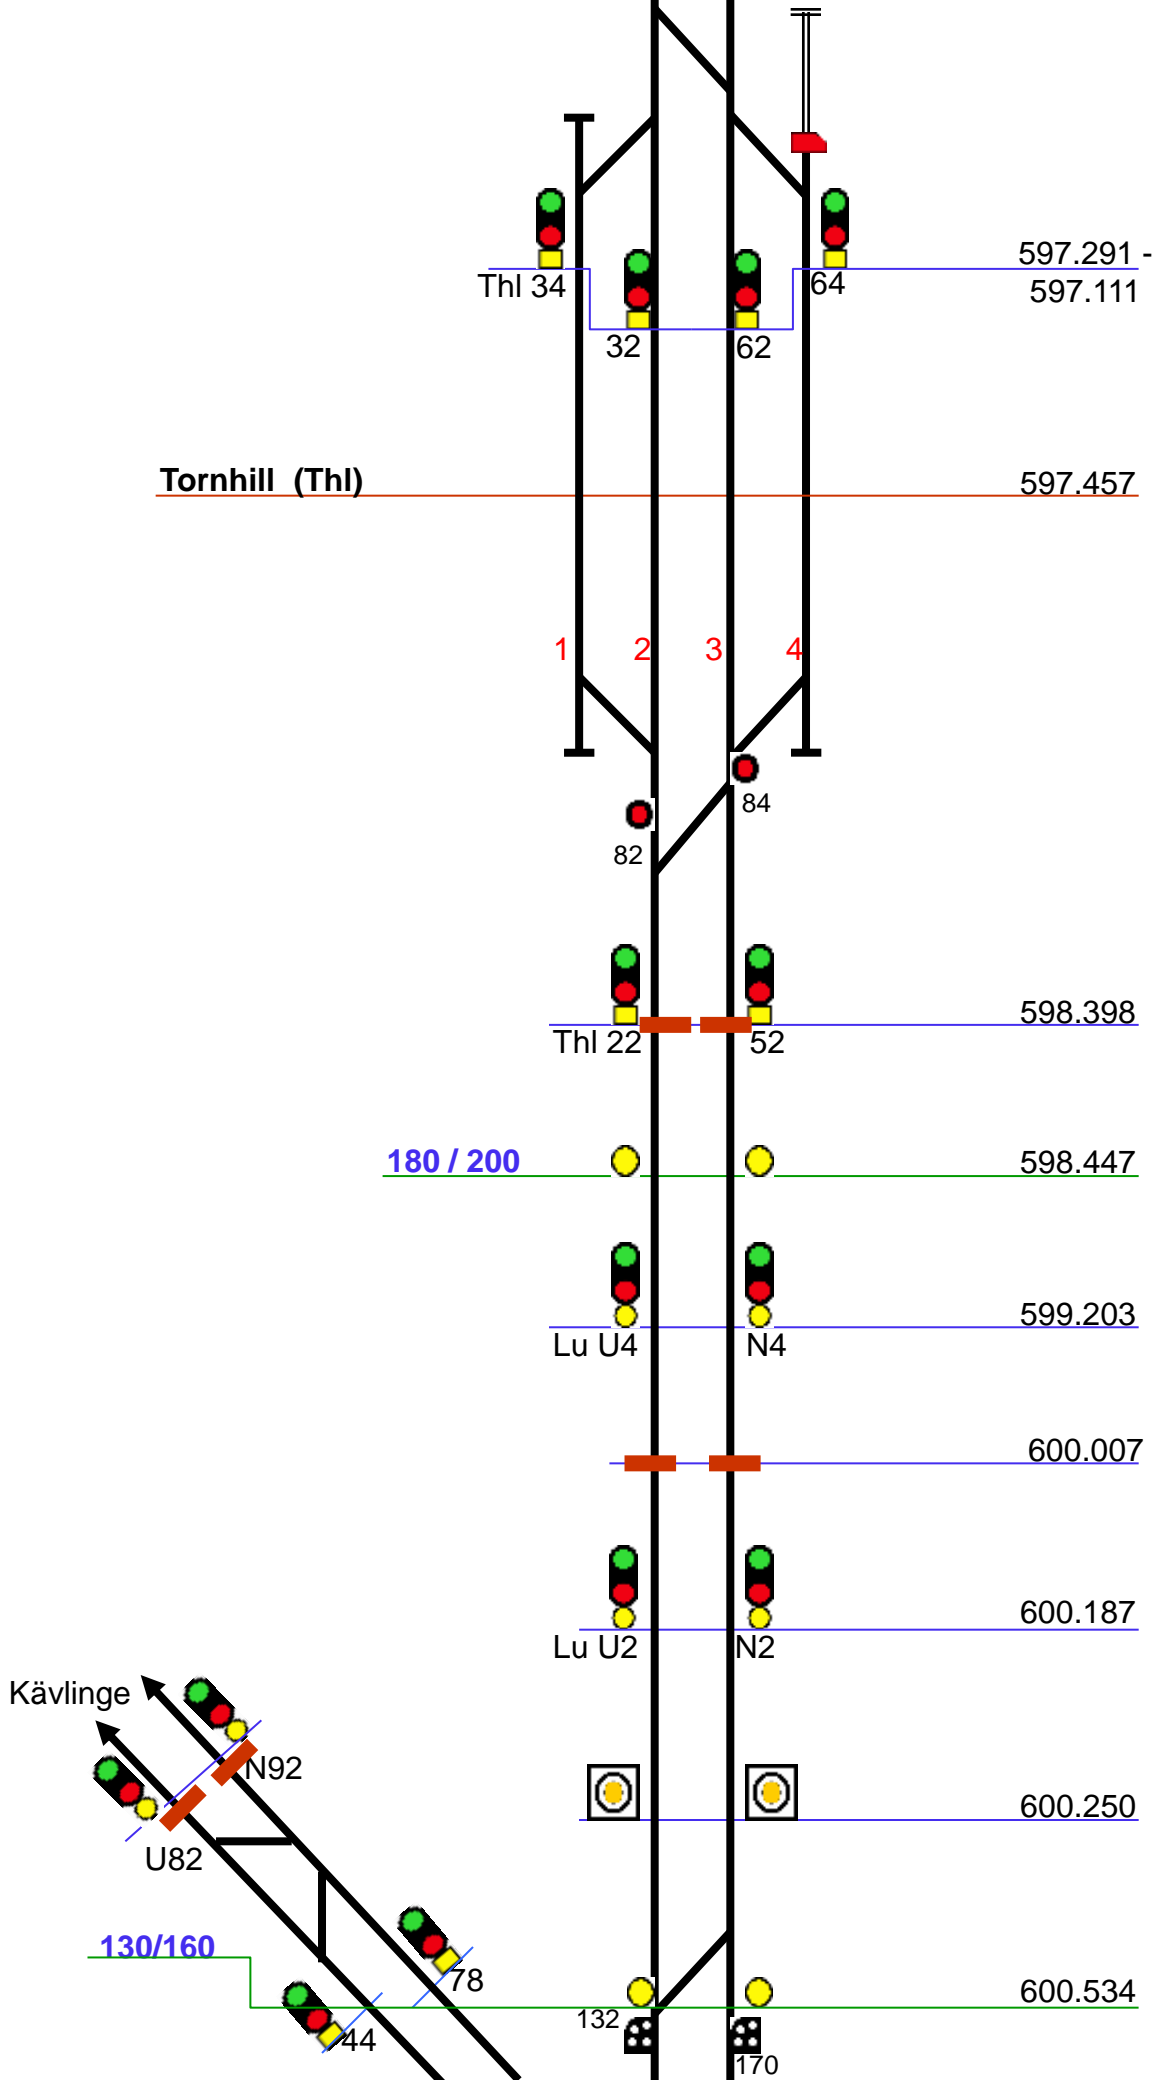 597.291 -
Thl 34
64
597.111
32
62
Tornhill (Thl)
597.457
1
2
3
4
84
82
598.398
Thl 22
52
180 / 200
598.447
599.203
Lu U4
N4
600.007
600.187
Lu U2
N2
Kävlinge
N92
600.250
U82
130/160
78
600.534
132
44
170